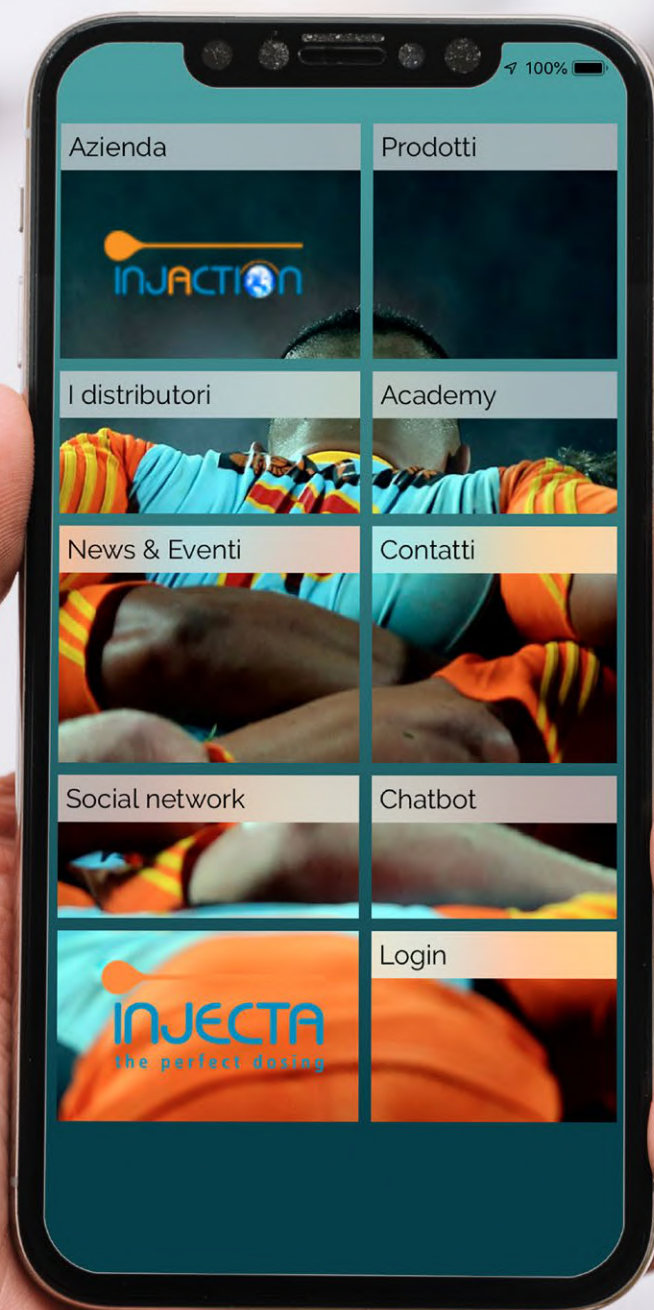 100%
Azienda
Prodotti
INJACTION
I distributori
Academy
News & Eventi
Contatti
Social network
Chatbot
Login
INJECTA
the perfect dosing